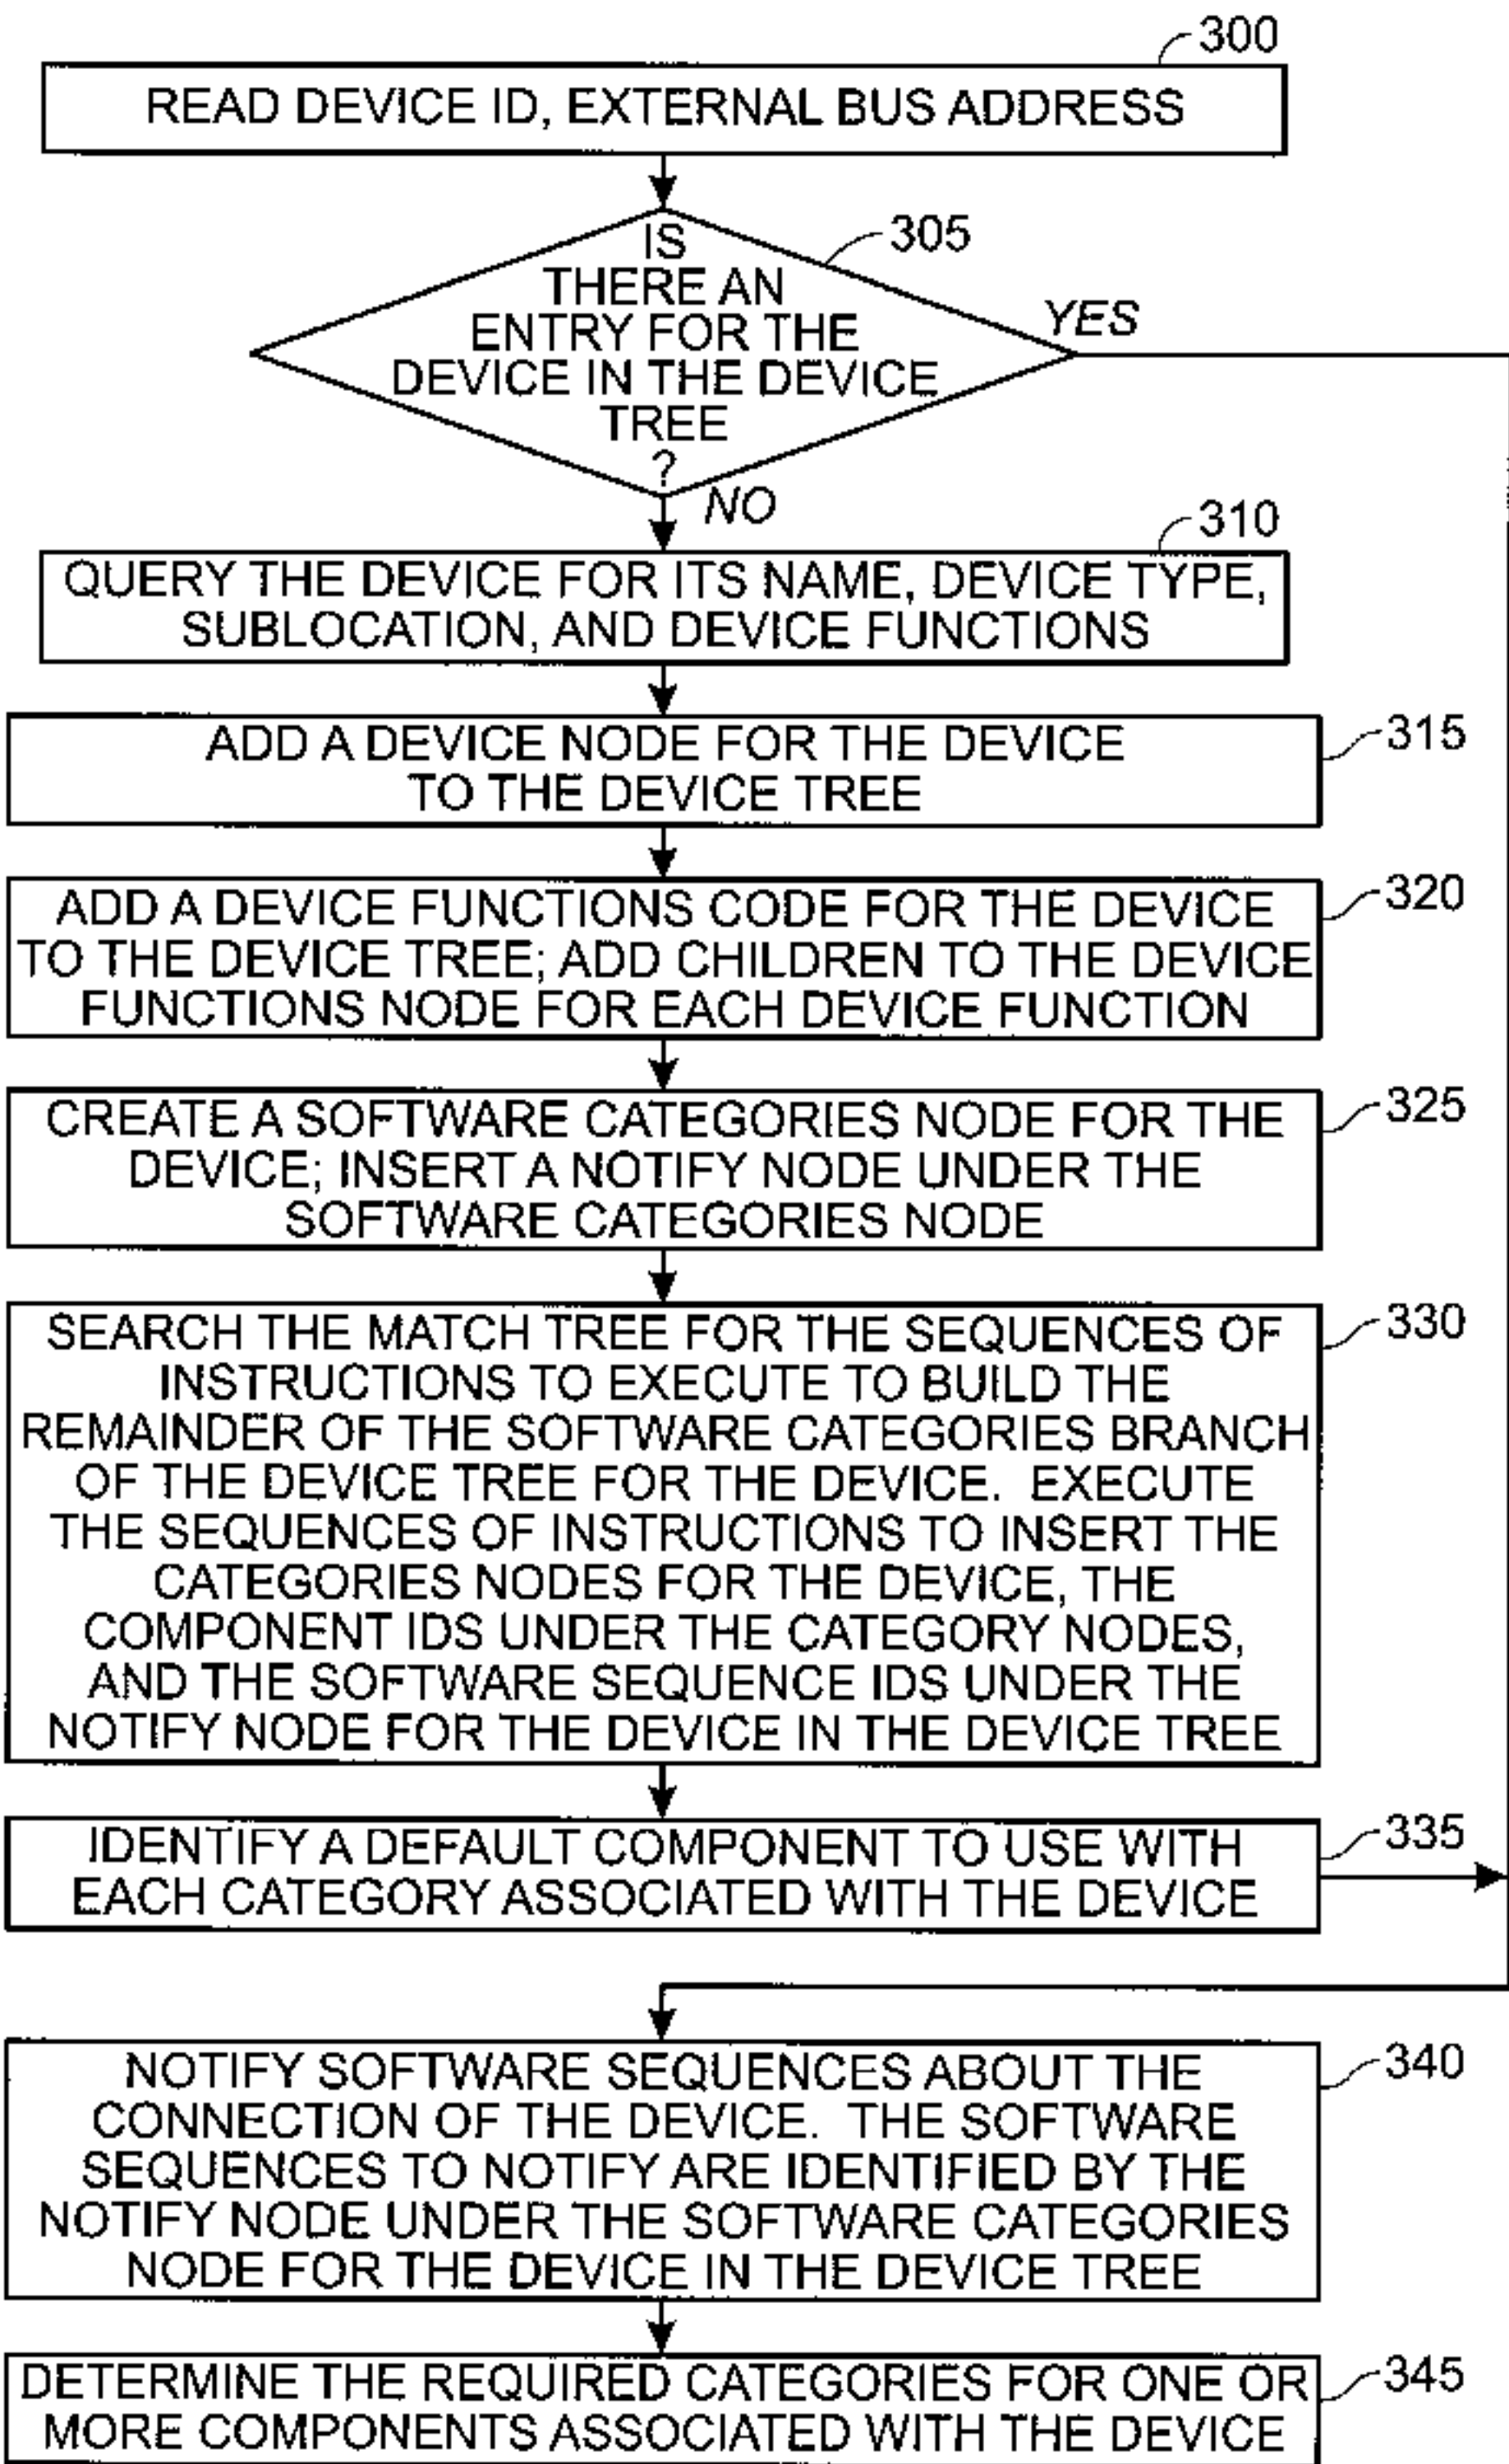 300
READ DEVICE ID, EXTERNAL BUS ADDRESS
305
IS
THERE AN
ENTRY FOR THE
DEVICE IN THE DEVICE
TREE
?
YES
NO
310
QUERY THE DEVICE FOR ITS NAME, DEVICE TYPE,
SUBLOCATION, AND DEVICE FUNCTIONS
315
ADD A DEVICE NODE FOR THE DEVICE
TO THE DEVICE TREE
320
ADD A DEVICE FUNCTIONS CODE FOR THE DEVICE
TO THE DEVICE TREE; ADD CHILDREN TO THE DEVICE
FUNCTIONS NODE FOR EACH DEVICE FUNCTION
325
CREATE A SOFTWARE CATEGORIES NODE FOR THE
DEVICE; INSERT A NOTIFY NODE UNDER THE
SOFTWARE CATEGORIES NODE
330
SEARCH THE MATCH TREE FOR THE SEQUENCES OF
INSTRUCTIONS TO EXECUTE TO BUILD THE
REMAINDER OF THE SOFTWARE CATEGORIES BRANCH
OF THE DEVICE TREE FOR THE DEVICE. EXECUTE
THE SEQUENCES OF INSTRUCTIONS TO INSERT THE
CATEGORIES NODES FOR THE DEVICE, THE
COMPONENT IDS UNDER THE CATEGORY NODES,
AND THE SOFTWARE SEQUENCE IDS UNDER THE
NOTIFY NODE FOR THE DEVICE IN THE DEVICE TREE
335
IDENTIFY A DEFAULT COMPONENT TO USE WITH
EACH CATEGORY ASSOCIATED WITH THE DEVICE
340
NOTIFY SOFTWARE SEQUENCES ABOUT THE
CONNECTION OF THE DEVICE. THE SOFTWARE
SEQUENCES TO NOTIFY ARE IDENTIFIED BY THE
NOTIFY NODE UNDER THE SOFTWARE CATEGORIES
NODE FOR THE DEVICE IN THE DEVICE TREE
345
DETERMINE THE REQUIRED CATEGORIES FOR ONE OR
MORE COMPONENTS ASSOCIATED WITH THE DEVICE